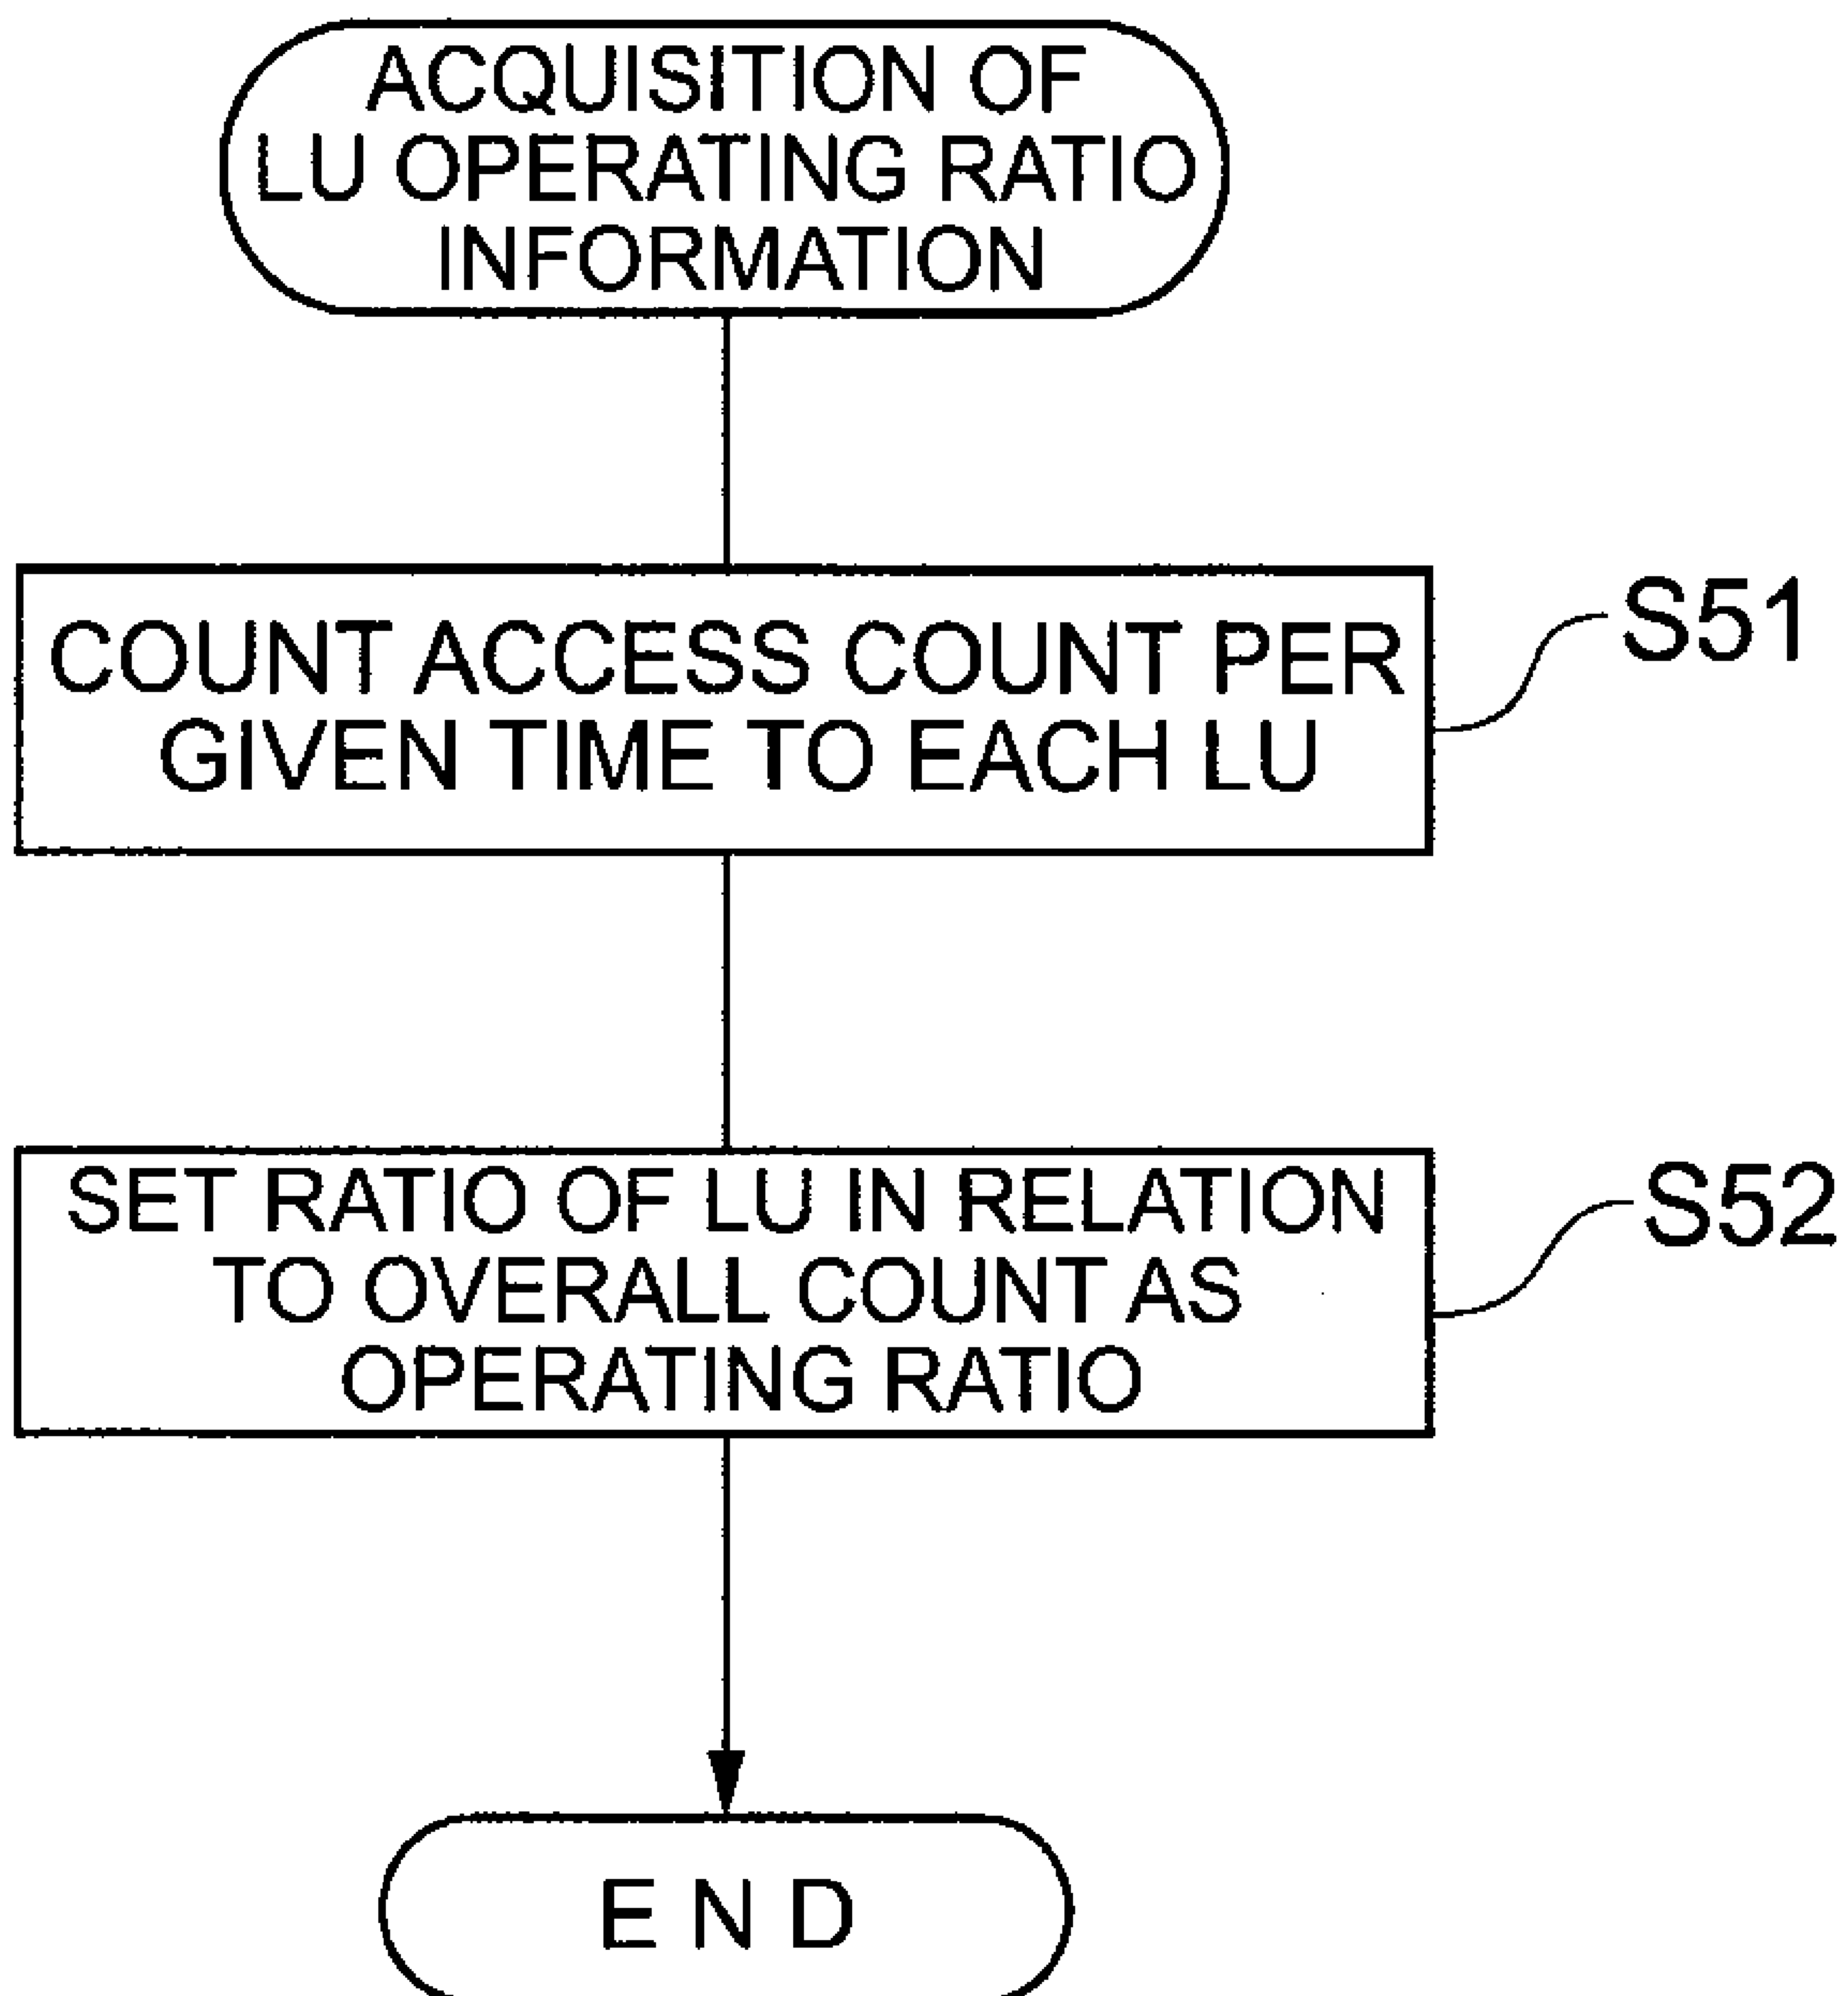 ACQUISITION OF
LU OPERATING RATIO
INFORMATION
COUNT ACCESS COUNT PER
GIVEN TIME TO EACH LU
S51
SET RATIO OF LU IN RELATION
TO OVERALL COUNT AS
OPERATING RATIO
S52
END